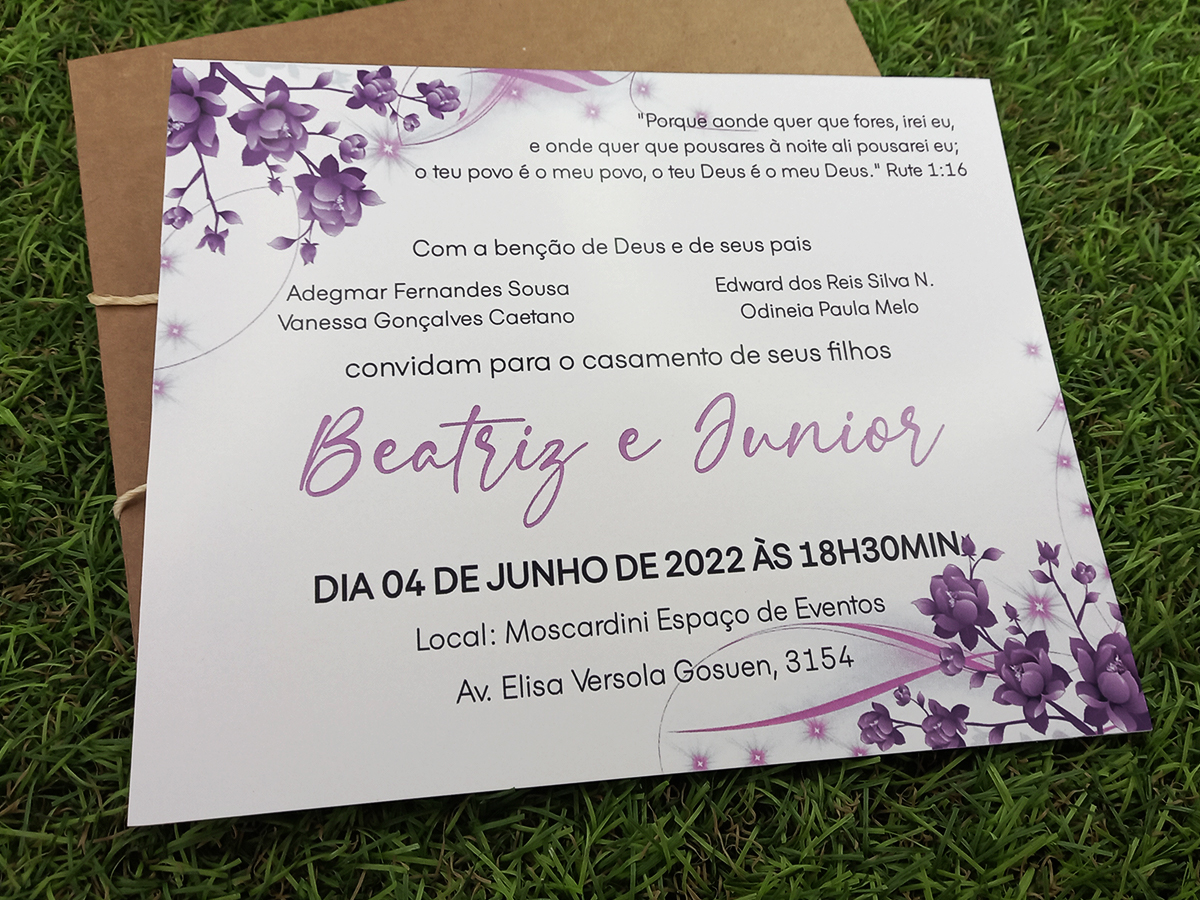 "Porque aonde quer que fores, irei eu,
e onde quer que pousares à noite ali pousarei eu;
o teu povo é o meu povo, o teu Deus é o meu Deus." Rute 1:16
Com a benção de Deus e de seus pais
Adegmar Fernandes Sousa
Vanessa Gonçalves Caetano
Edward dos Reis Silva N.
Odineia Paula Melo
convidam para o casamento de seus filhos
Beatriz e Junior
DIA 04 DE JUNHO DE 2022 ÀS 18H30MIN.
Local: Moscardini Espaço de Eventos
Av. Elisa Versola Gosuen, 3154